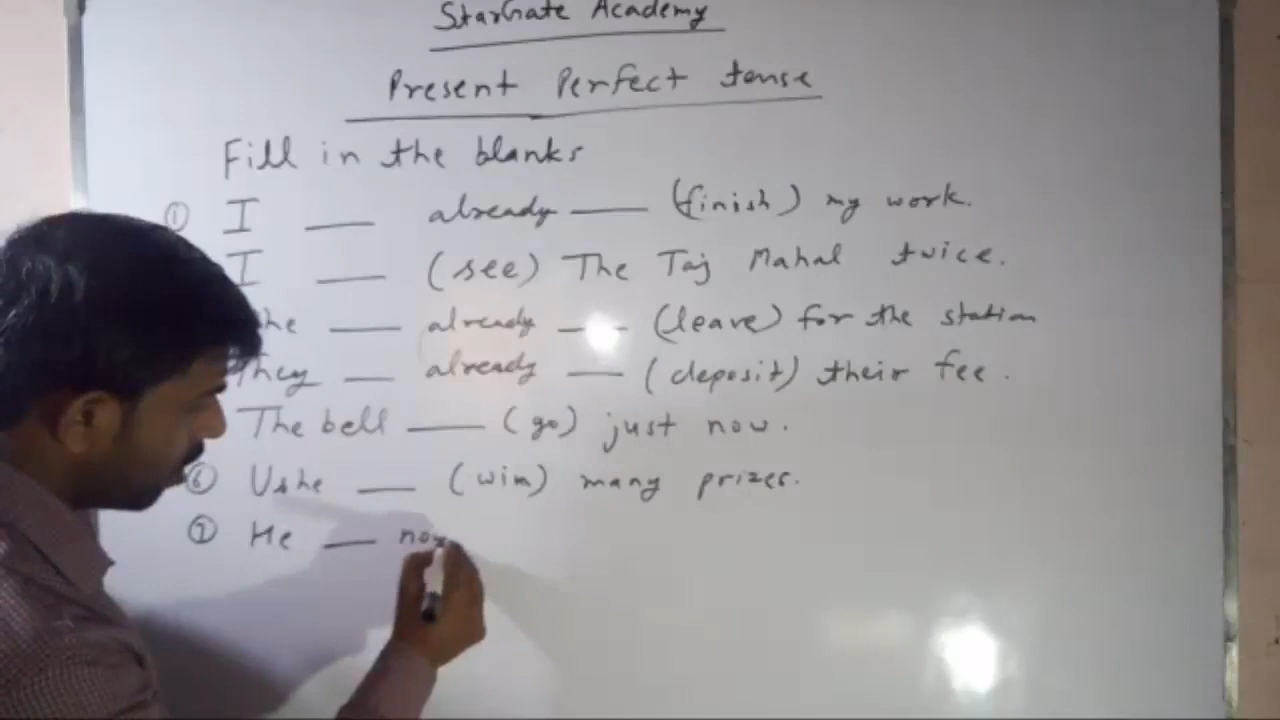 StarGate Academy
Present Perfect tense
Fill in the blanks
① I ___ already ___ (finish) my work.
I ___ (see) The Taj Mahal twice.
he ___ already ___ (leave) for the station
They ___ already ___ (deposit) their fee.
The bell ___ (go) just now.
⑥ Ushe ___ (win) many prizes.
⑦ He ___